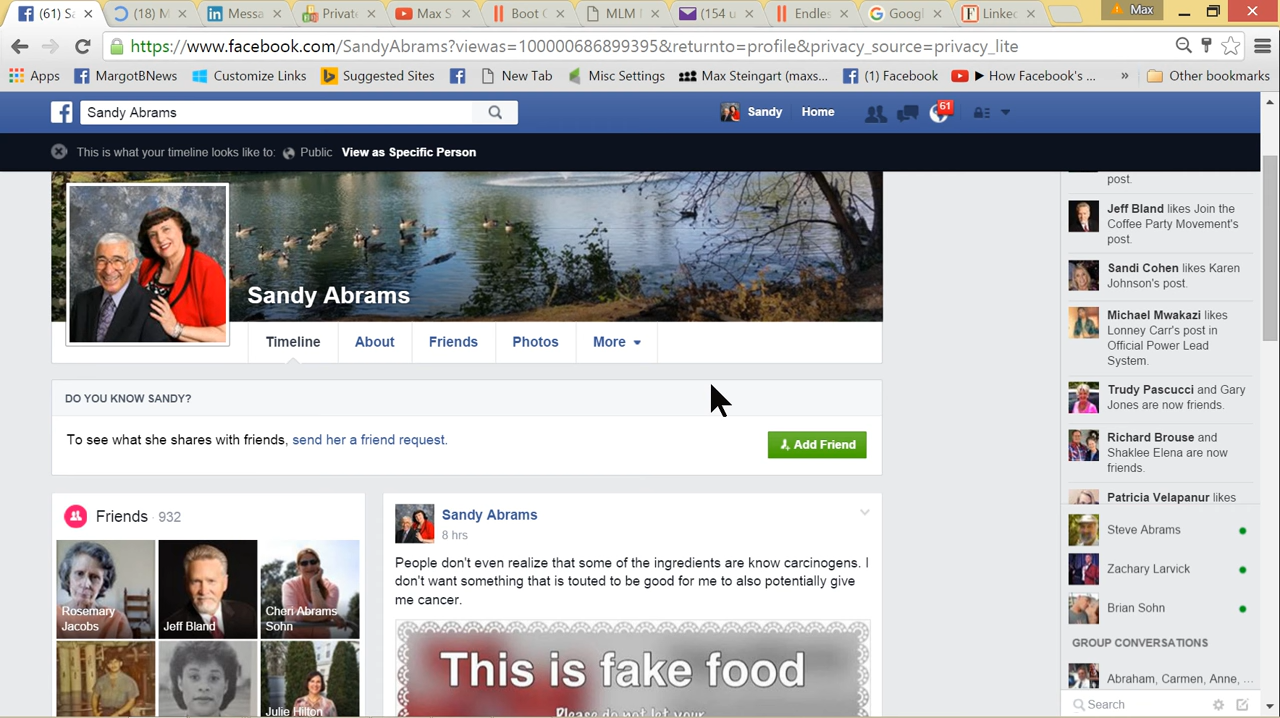 (61) Sa
(18) M
Messa
Private
Max S
Boot C
MLM M
(154 u
Endles
Googl
Linke
Max
https://www.facebook.com/SandyAbrams?viewas=100000686899395&returnto=profile&privacy_source=privacy_lite
Apps
MargotBNews
Customize Links
Suggested Sites
New Tab
Misc Settings
Max Steingart (maxs...
(1) Facebook
How Facebook's ...
»
Other bookmarks
Sandy Abrams
Sandy
Home
61
This is what your timeline looks like to:
Public
View as Specific Person
Sandy Abrams
Timeline
About
Friends
Photos
More
DO YOU KNOW SANDY?
To see what she shares with friends, send her a friend request.
Add Friend
Friends · 932
Rosemary
Jacobs
Jeff Bland
Cheri Abrams
Sohn
Julie Hilton
Sandy Abrams
8 hrs
People don't even realize that some of the ingredients are know carcinogens. I
don't want something that is touted to be good for me to also potentially give
me cancer.
This is fake food
Please do not let your
post.
Jeff Bland likes Join the
Coffee Party Movement's
post.
Sandi Cohen likes Karen
Johnson's post.
Michael Mwakazi likes
Lonney Carr's post in
Official Power Lead
System.
Trudy Pascucci and Gary
Jones are now friends.
Richard Brouse and
Shaklee Elena are now
friends.
Patricia Velapanur likes
Steve Abrams
Zachary Larvick
Brian Sohn
GROUP CONVERSATIONS
Abraham, Carmen, Anne, ...
Search